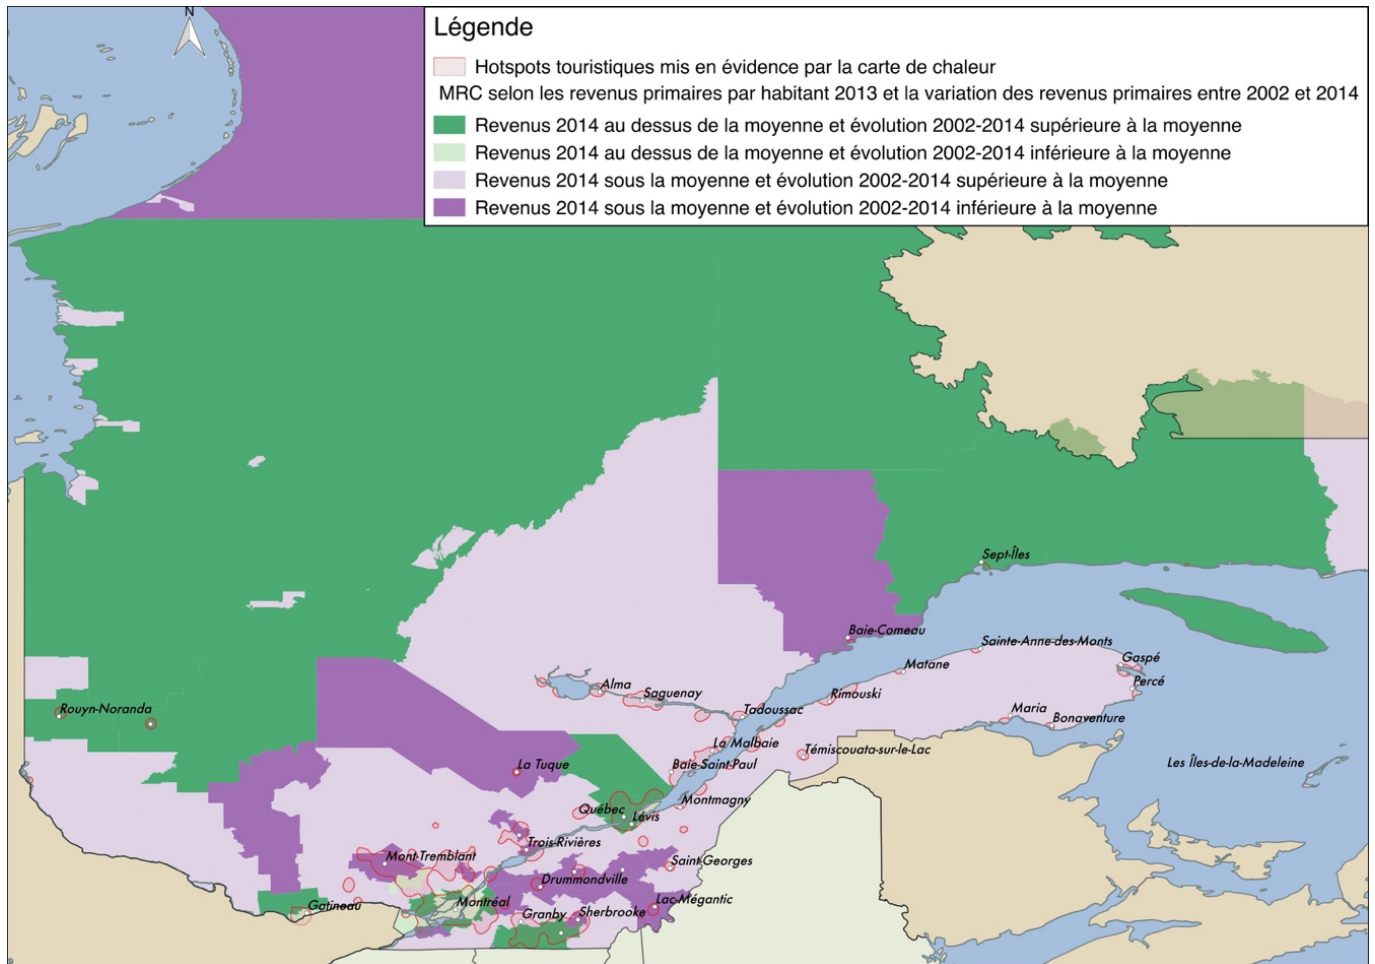 N
Légende
Hotspots touristiques mis en évidence par la carte de chaleur
MRC selon les revenus primaires par habitant 2013 et la variation des revenus primaires entre 2002 et 2014
Revenus 2014 au dessus de la moyenne et évolution 2002-2014 supérieure à la moyenne
Revenus 2014 au dessus de la moyenne et évolution 2002-2014 inférieure à la moyenne
Revenus 2014 sous la moyenne et évolution 2002-2014 supérieure à la moyenne
Revenus 2014 sous la moyenne et évolution 2002-2014 inférieure à la moyenne
Sept-Îles
Baie-Comeau
Sainte-Anne-des-Monts
Matane
Gaspé
Percé
Alma
Saguenay
Rimouski
Rouyn-Noranda
Tadoussac
Maria
Bonaventure
La Malbaie
Témiscouata-sur-le-Lac
La Tuque
Baie-Saint-Paul
Les Îles-de-la-Madeleine
Montmagny
Québec
Lévis
Trois-Rivières
Mont-Tremblant
Saint-Georges
Drummondville
Lac-Mégantic
Gatineau
Montréal
Granby
Sherbrooke